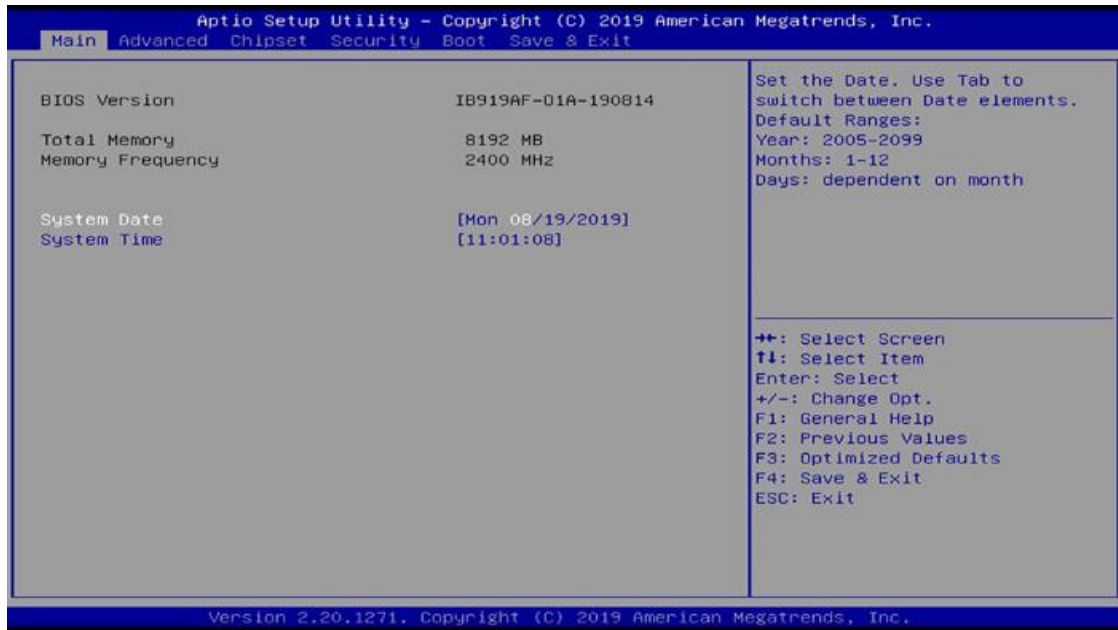 Aptio Setup Utility – Copyright (C) 2019 American Megatrends, Inc.
Main Advanced Chipset Security Boot Save & Exit
BIOS Version IB919AF-01A-190814
Total Memory 8192 MB
Memory Frequency 2400 MHz
System Date [Mon 08/19/2019]
System Time [11:01:08]
Set the Date. Use Tab to
switch between Date elements.
Default Ranges:
Year: 2005-2099
Months: 1-12
Days: dependent on month
→←: Select Screen
↑↓: Select Item
Enter: Select
+/-: Change Opt.
F1: General Help
F2: Previous Values
F3: Optimized Defaults
F4: Save & Exit
ESC: Exit
Version 2.20.1271. Copyright (C) 2019 American Megatrends, Inc.